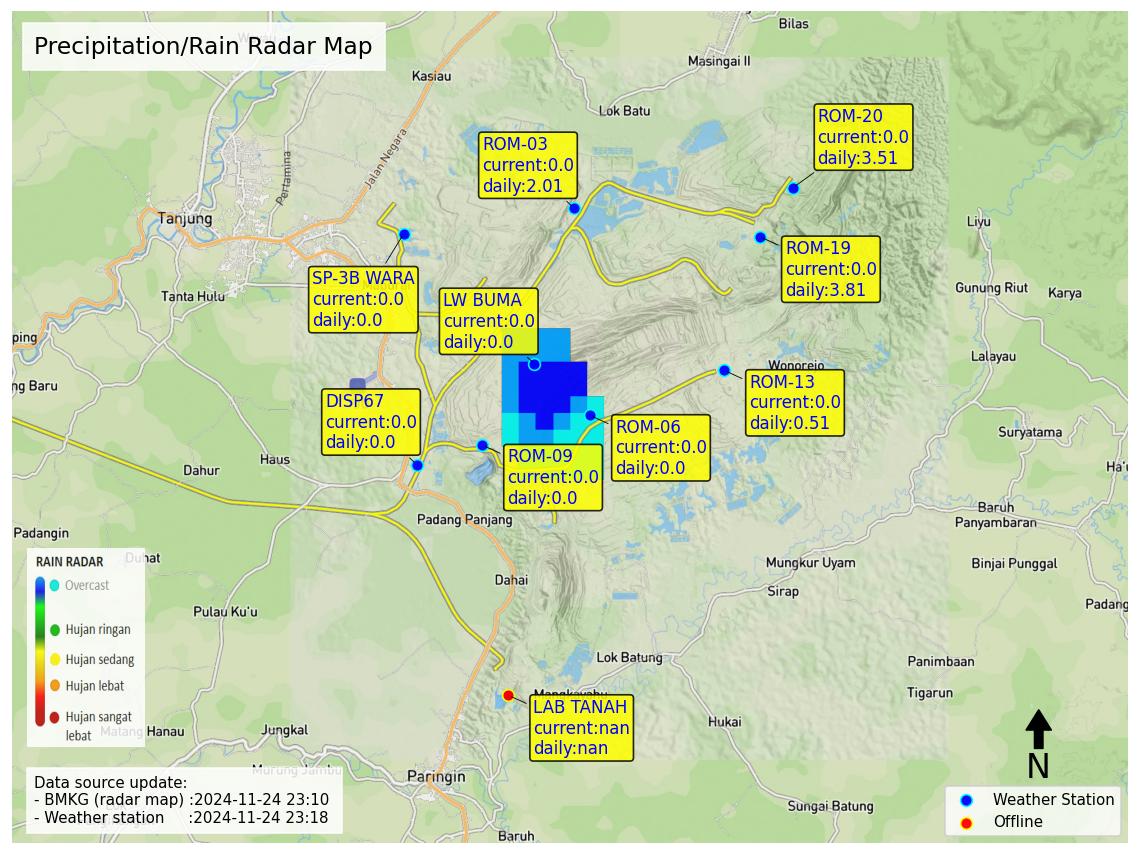 Precipitation/Rain Radar Map
Bilas
Masingai II
Kasiau
Lok Batu
Jalan Negara
Pertamina
Tanjung
Tanta Hulu
ROM-03
current:0.0
daily:2.01
ROM-20
current:0.0
daily:3.51
ROM-19
current:0.0
daily:3.81
SP-3B WARA
current:0.0
daily:0.0
LW BUMA
current:0.0
daily:0.0
Liyu
Gunung Riut
Karya
Lalayau
ping
ng Baru
Wonorejo
ROM-13
current:0.0
daily:0.51
DISP67
current:0.0
daily:0.0
ROM-06
current:0.0
daily:0.0
ROM-09
current:0.0
daily:0.0
Suryatama
Haus
Dahur
Baruh
Panyambaran
Padang Panjang
Padangin
Duhat
Mungkur Uyam
Binjai Punggal
Dahai
Sirap
Padang
Pulau Ku'u
RAIN RADAR
Overcast
Hujan ringan
Hujan sedang
Hujan lebat
Hujan sangat
lebat
Lok Batung
Panimbaan
Tigarun
LAB TANAH
current:nan
daily:nan
Hukai
Jungkal
Matang Hanau
Murung Jambu
Paringin
Sungai Batung
Baruh
Data source update:
- BMKG (radar map) :2024-11-24 23:10
- Weather station :2024-11-24 23:18
N
Weather Station
Offline